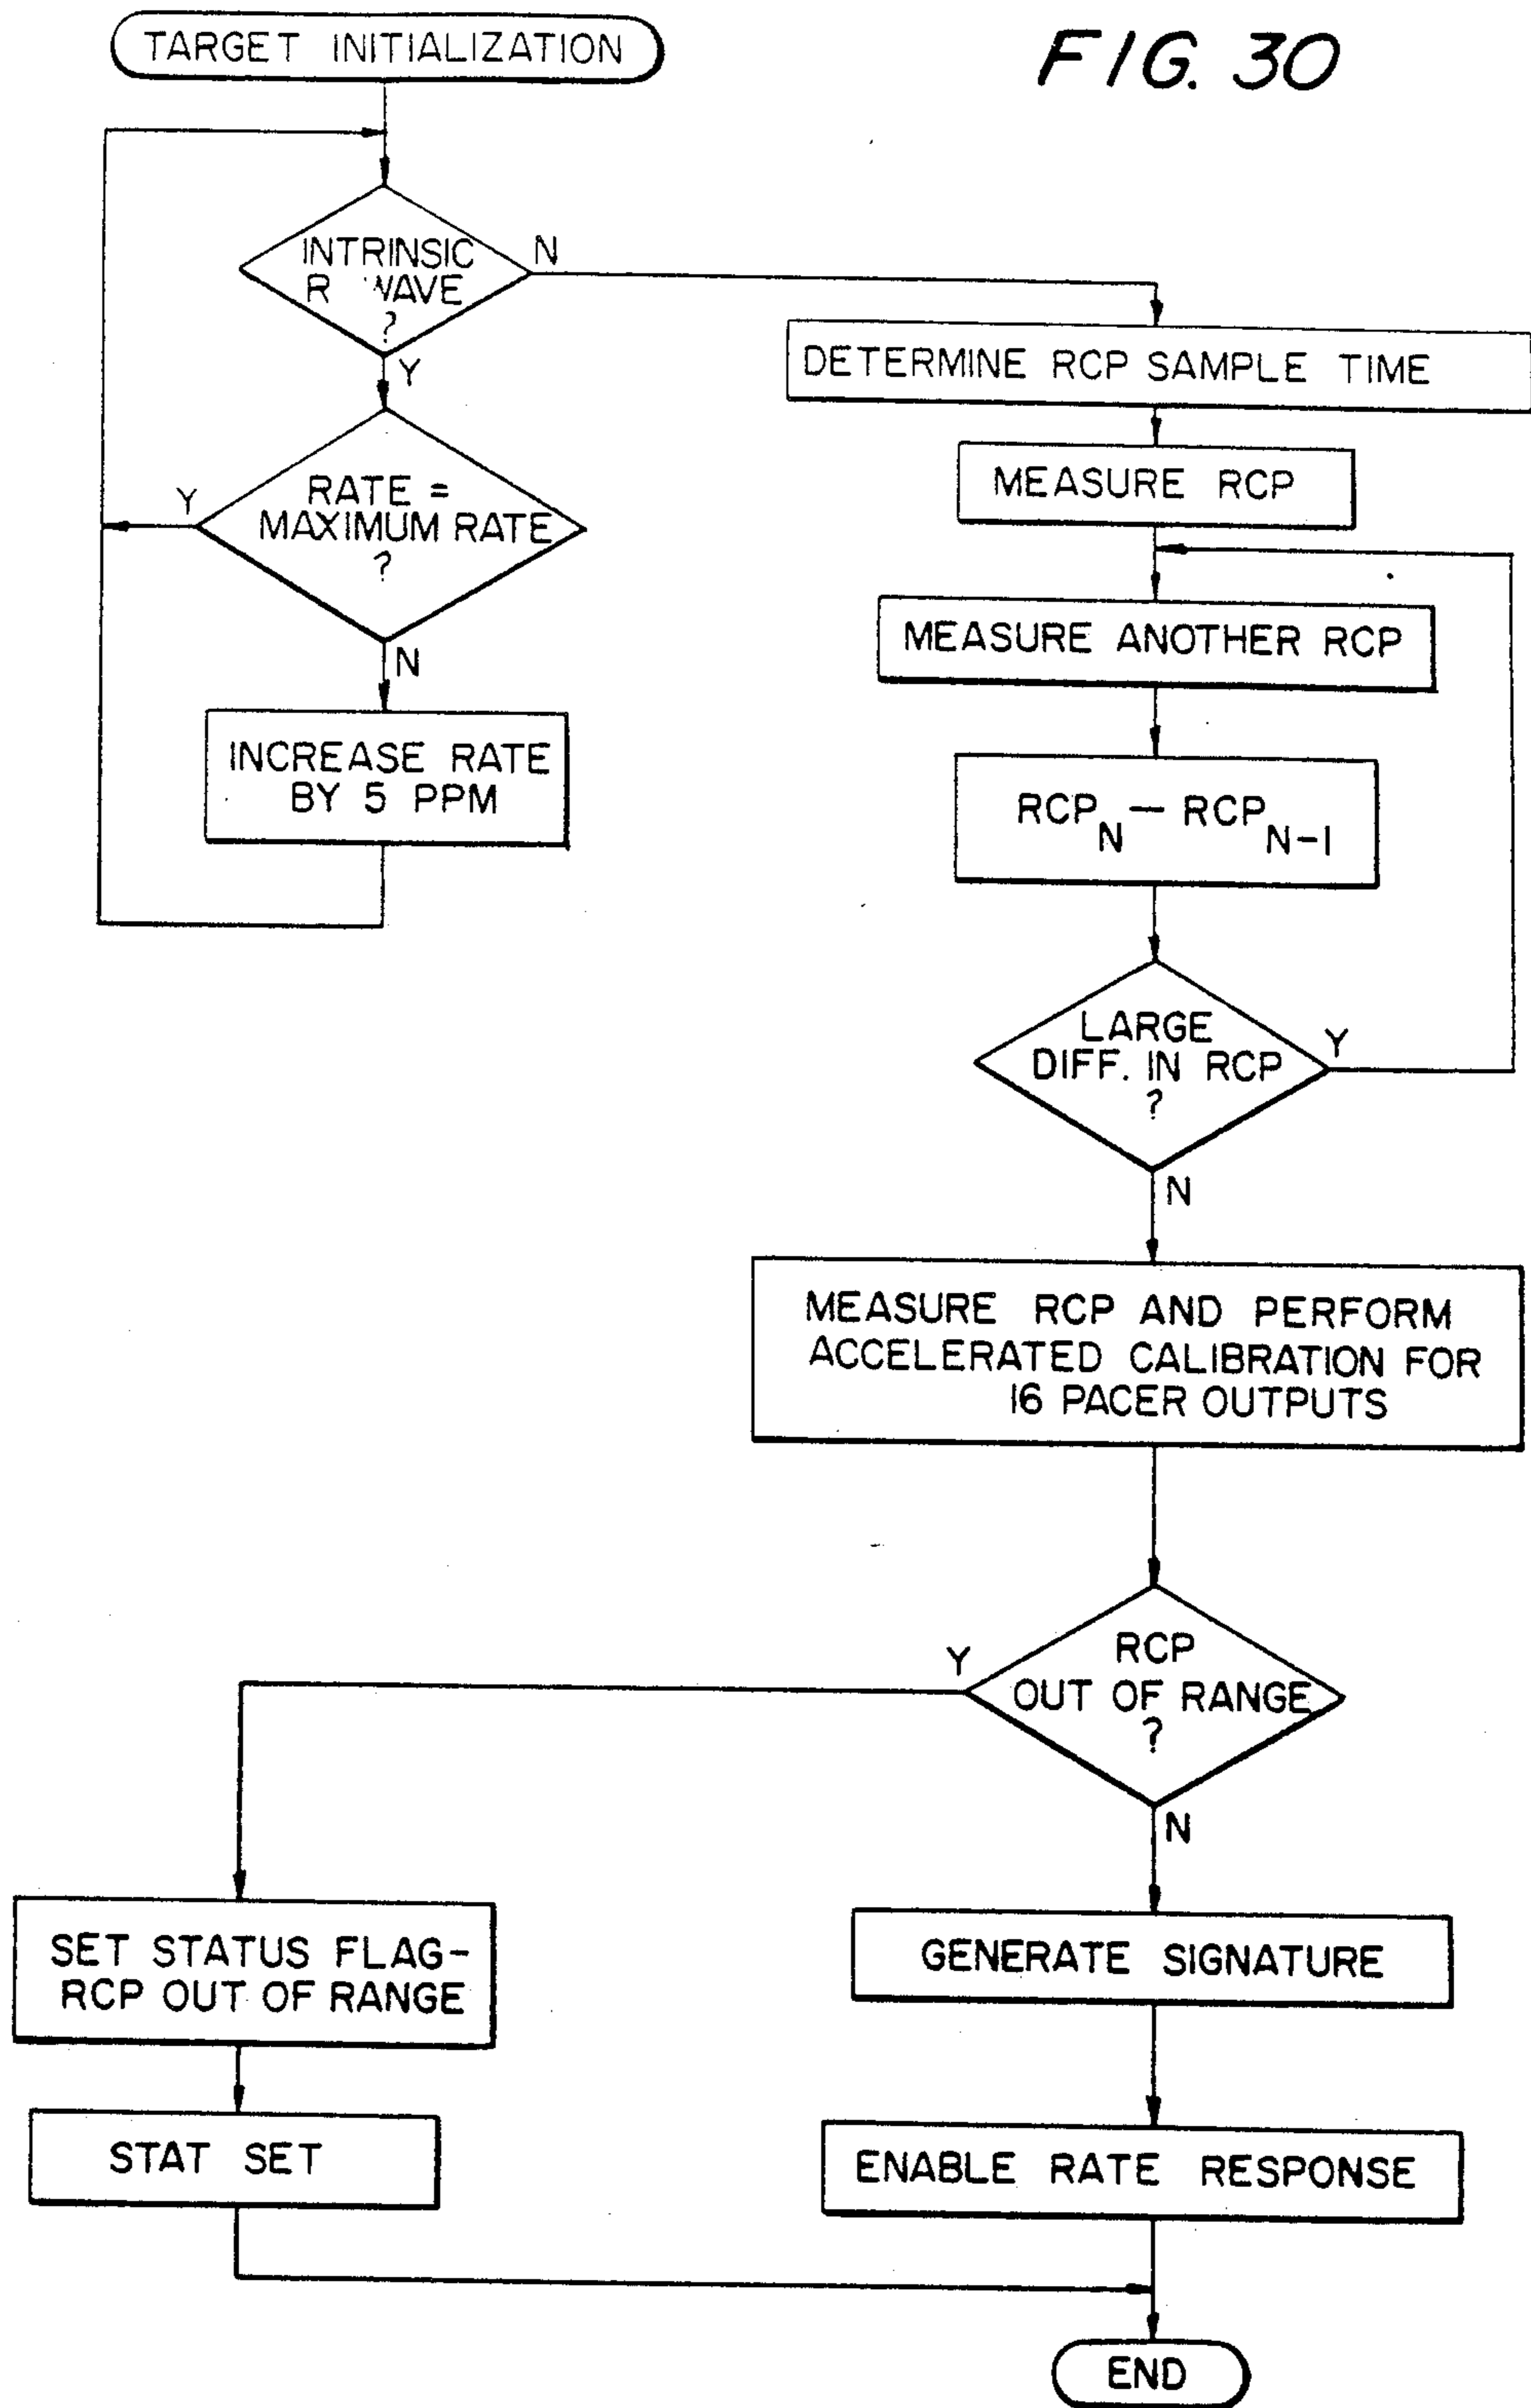 TARGET INITIALIZATION
FIG. 30
INTRINSIC
R WAVE
?
N
Y
DETERMINE RCP SAMPLE TIME
MEASURE RCP
RATE =
MAXIMUM RATE
?
Y
N
MEASURE ANOTHER RCP
INCREASE RATE
BY 5 PPM
RCP_N — RCP_N-1
LARGE
DIFF. IN RCP
?
Y
N
MEASURE RCP AND PERFORM
ACCELERATED CALIBRATION FOR
16 PACER OUTPUTS
RCP
OUT OF RANGE
?
Y
N
SET STATUS FLAG-
RCP OUT OF RANGE
GENERATE SIGNATURE
STAT SET
ENABLE RATE RESPONSE
END